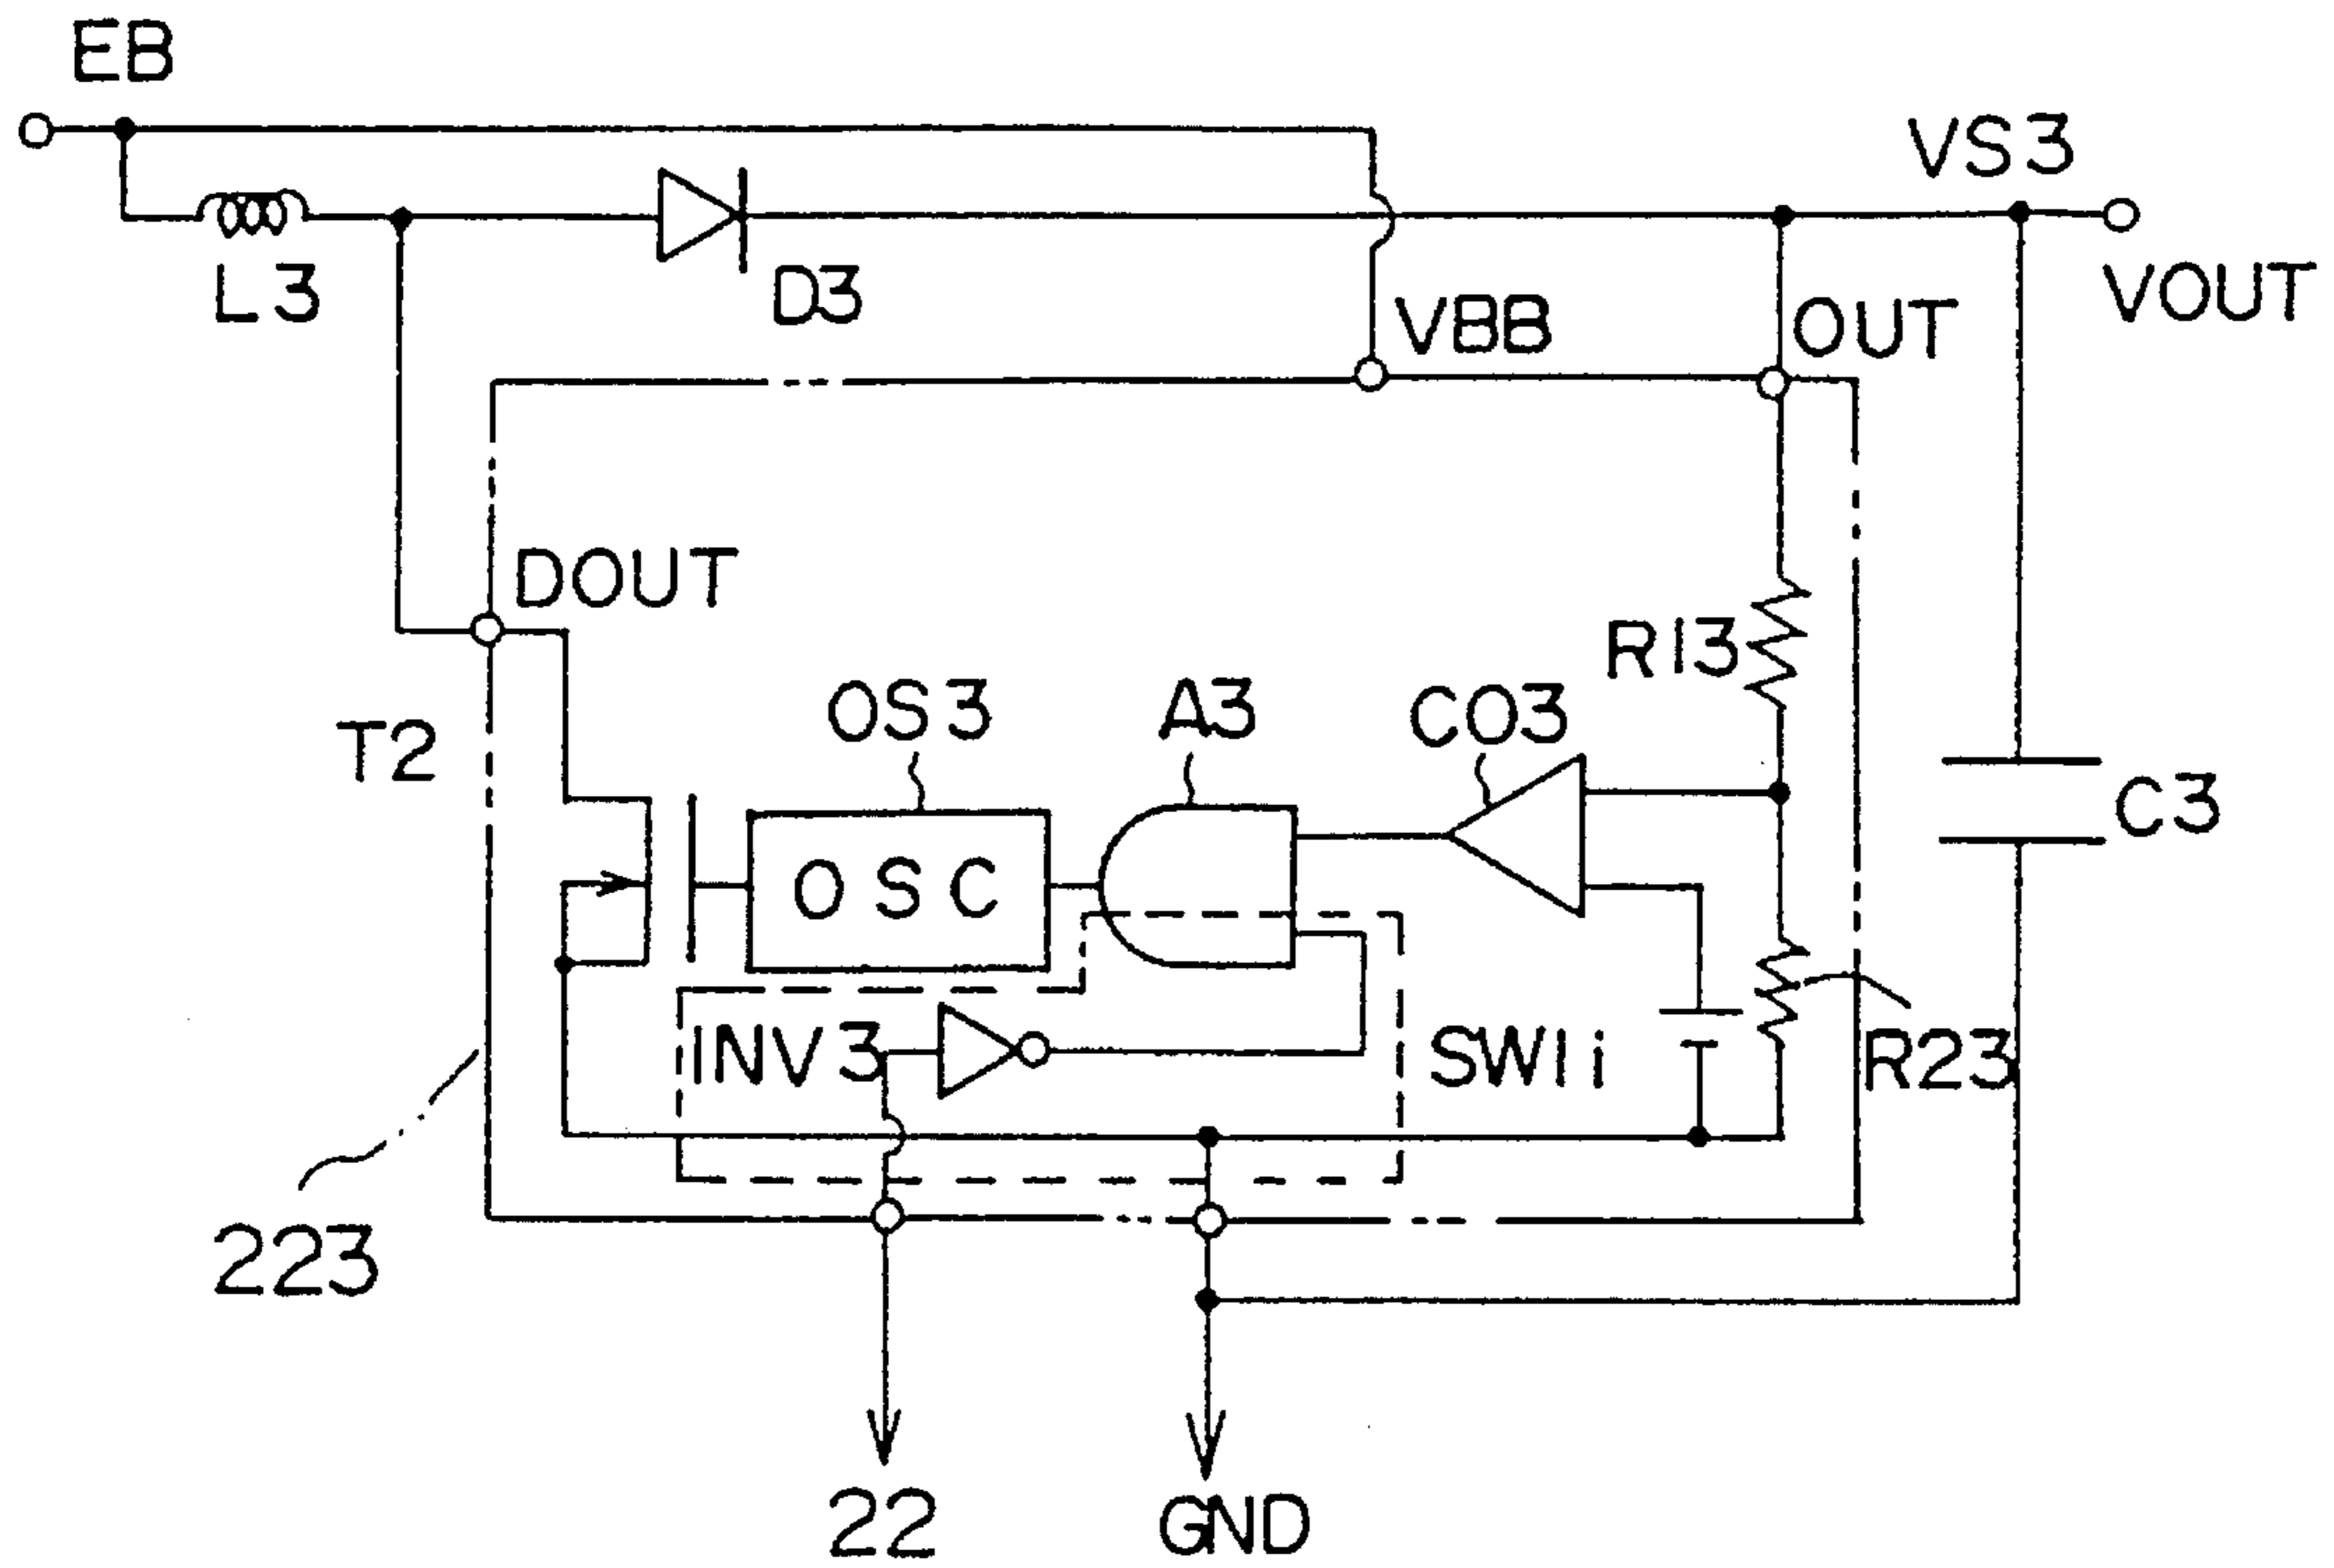 EB
VS3
L3
D3
VBB
OUT
VOUT
DOUT
R13
T2
OS3
A3
CO3
C3
OSC
INV3
SW1i
R23
223
22
GND